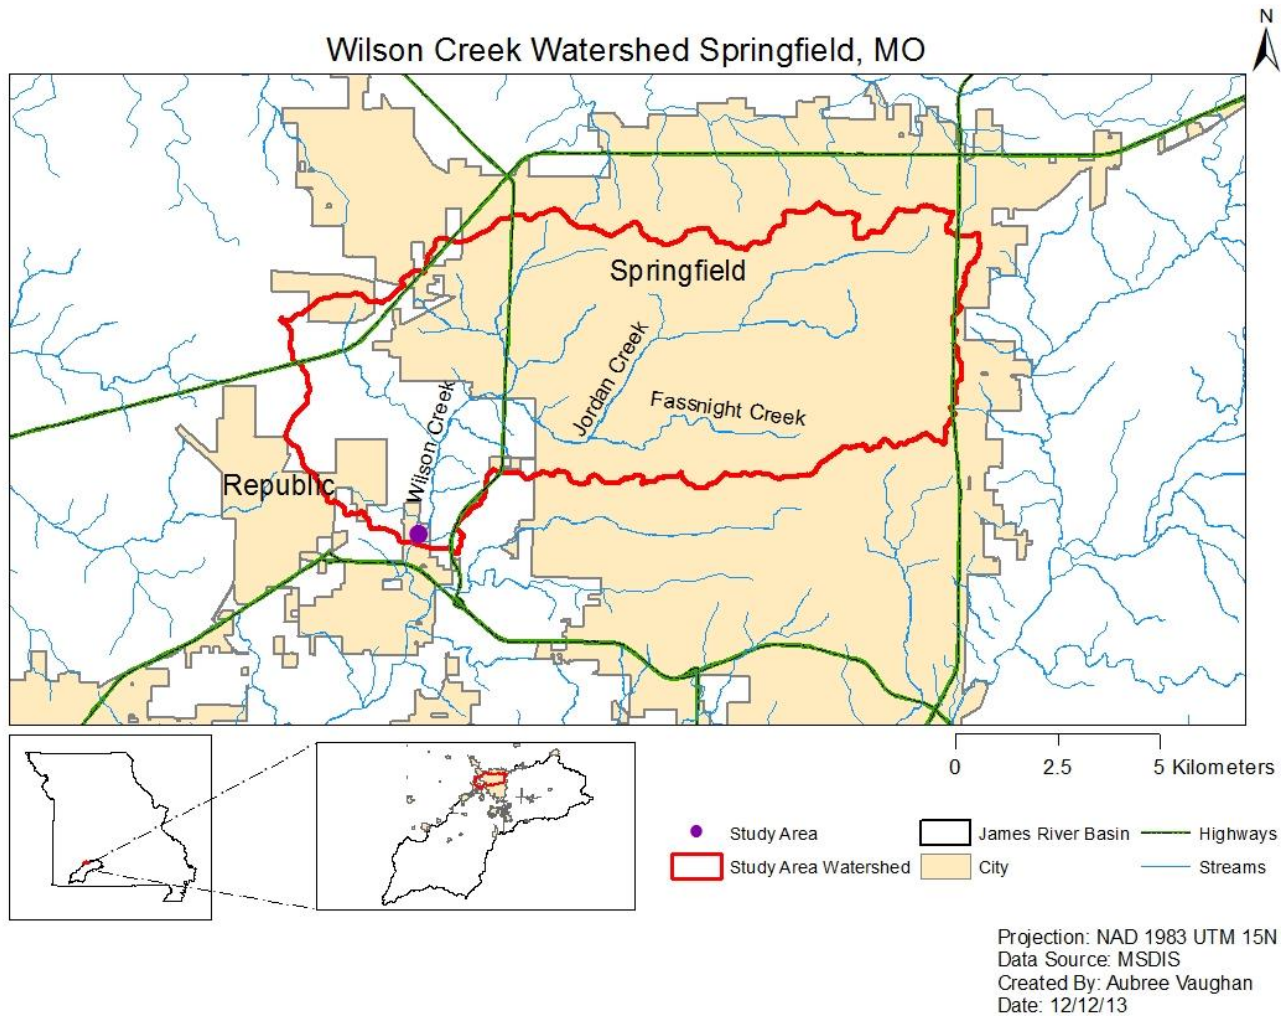 N
Wilson Creek Watershed Springfield, MO
Springfield
Jordan Creek
Fassnight Creek
Wilson Creek
Republic
0 2.5 5 Kilometers
Study Area
James River Basin
Highways
Study Area Watershed
City
Streams
Projection: NAD 1983 UTM 15N
Data Source: MSDIS
Created By: Aubree Vaughan
Date: 12/12/13